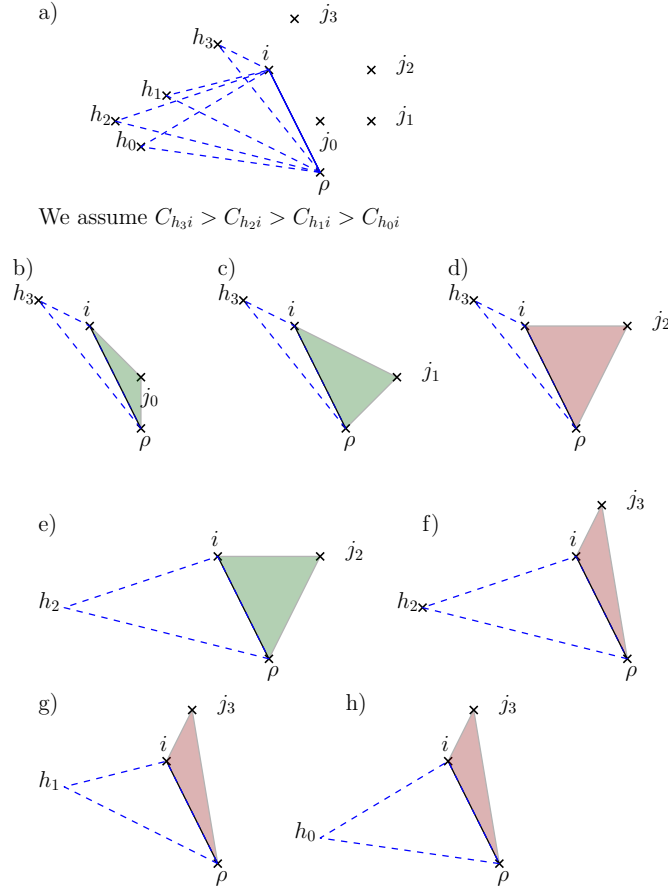 a)
j₃
h₃
i
j₂
h₁
h₂
j₁
h₀
j₀
ρ
We assume C_{h₃i} > C_{h₂i} > C_{h₁i} > C_{h₀i}
b)
h₃
i
j₀
ρ
c)
h₃
i
j₁
ρ
d)
h₃
i
j₂
ρ
e)
i
j₂
h₂
ρ
f)
j₃
i
h₂
ρ
g)
j₃
i
h₁
ρ
h)
j₃
i
h₀
ρ